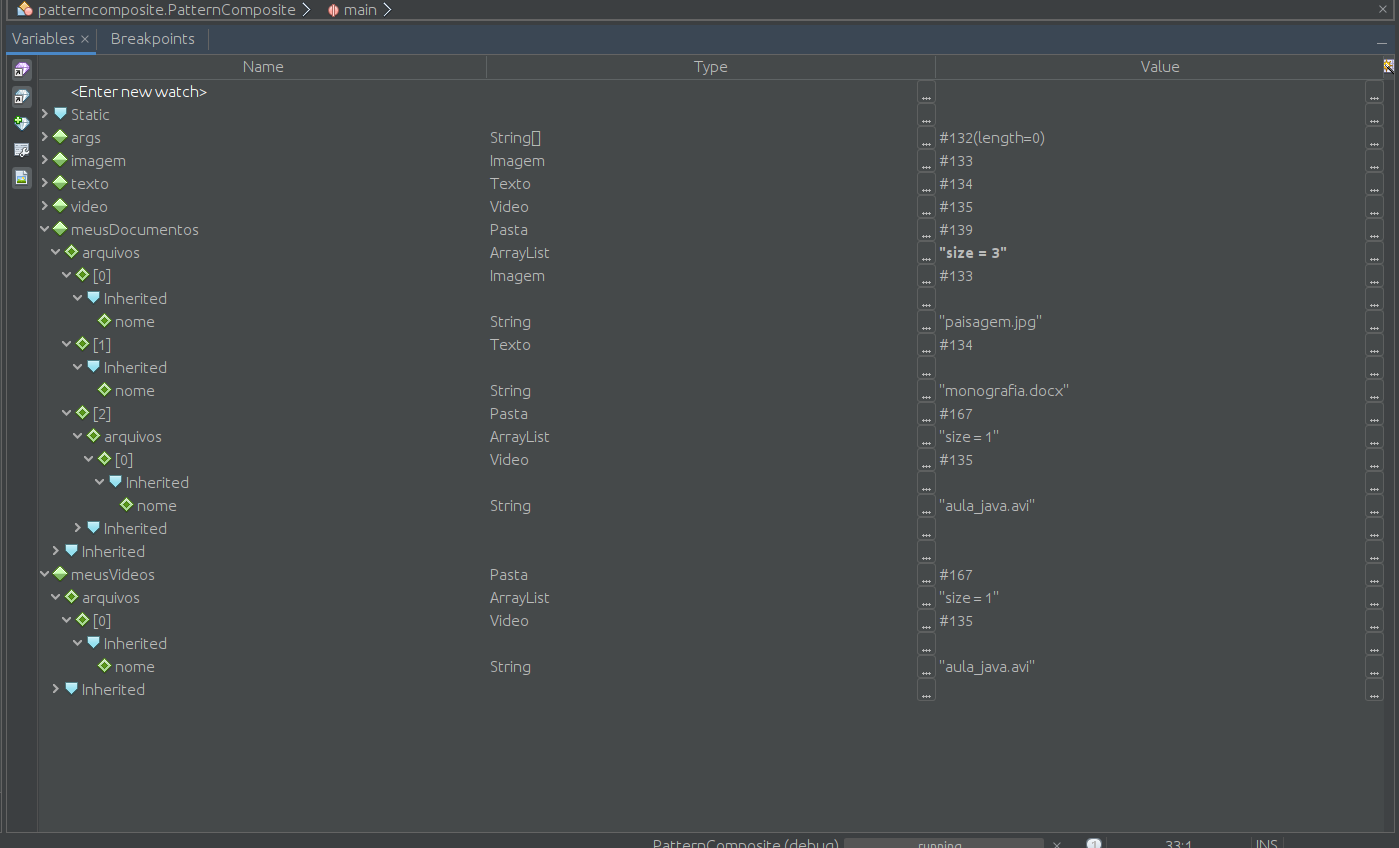 patterncomposite.PatternComposite main
Variables Breakpoints
Name Type Value
<Enter new watch> ...
Static ...
args String[] ... #132(length=0) ...
imagem Imagem ... #133 ...
texto Texto ... #134 ...
video Video ... #135 ...
meusDocumentos Pasta ... #139 ...
arquivos ArrayList ... "size = 3" ...
[0] Imagem ... #133 ...
Inherited ... ...
nome String ... "paisagem.jpg" ...
[1] Texto ... #134 ...
Inherited ... ...
nome String ... "monografia.docx" ...
[2] Pasta ... #167 ...
arquivos ArrayList ... "size = 1" ...
[0] Video ... #135 ...
Inherited ... ...
nome String ... "aula_java.avi" ...
Inherited ... ...
Inherited ... ...
meusVideos Pasta ... #167 ...
arquivos ArrayList ... "size = 1" ...
[0] Video ... #135 ...
Inherited ... ...
nome String ... "aula_java.avi" ...
Inherited ... ...
PatternComposite (debug) running 1 33:1 INS